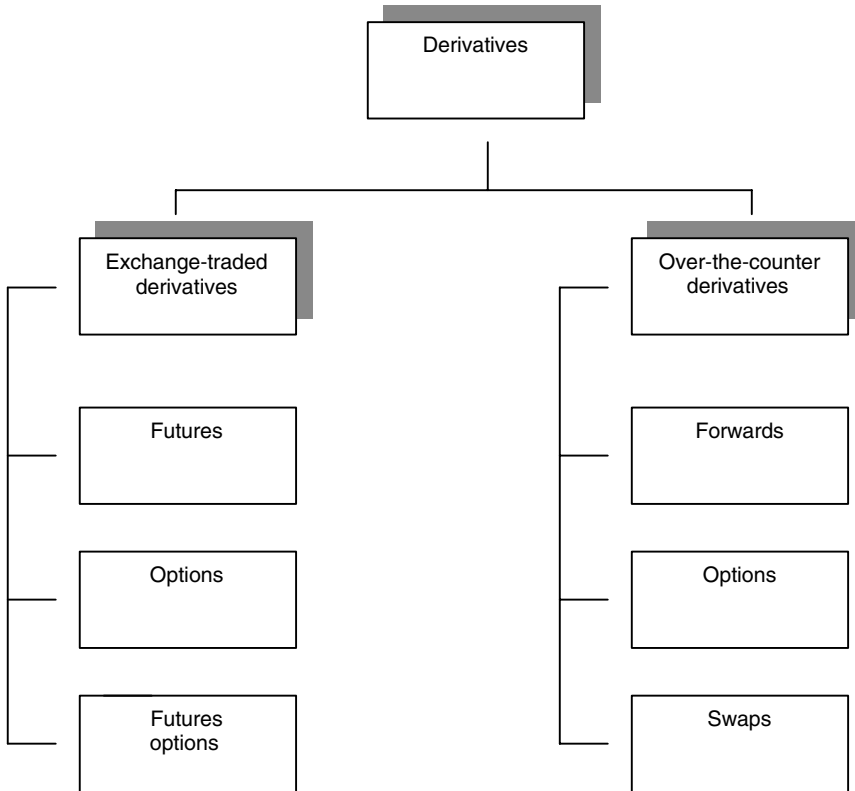 Derivatives
Exchange-traded
derivatives
Over-the-counter
derivatives
Futures
Forwards
Options
Options
Futures
options
Swaps